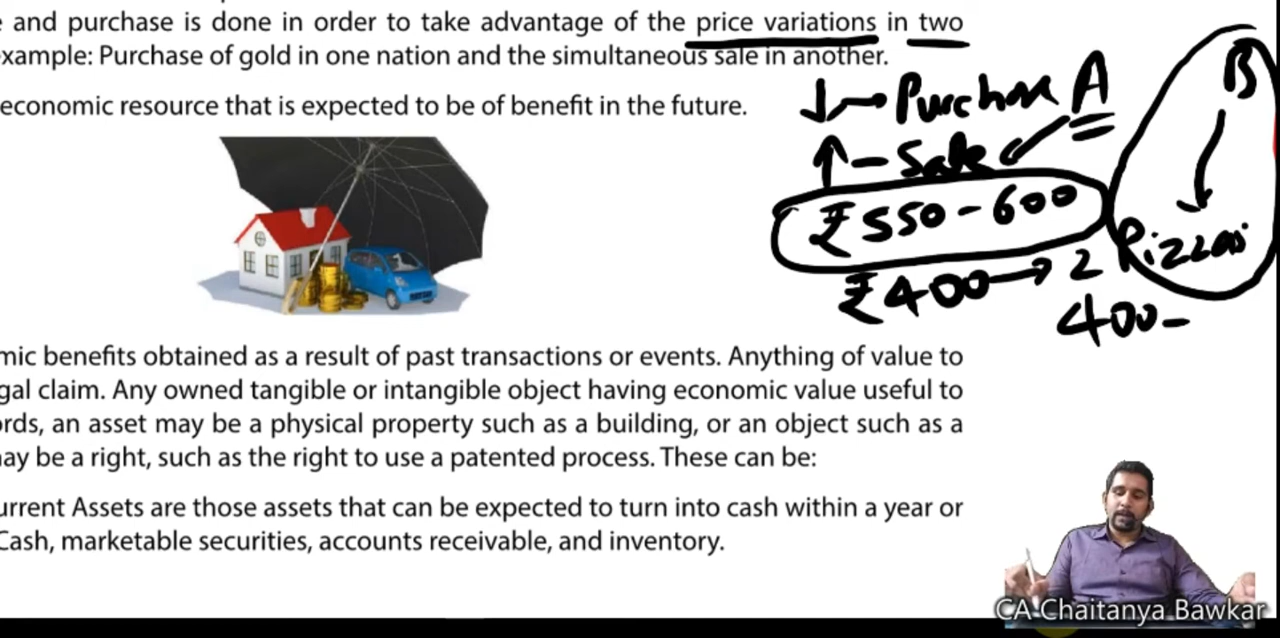 and purchase is done in order to take advantage of the price variations in two
xample: Purchase of gold in one nation and the simultaneous sale in another.
economic resource that is expected to be of benefit in the future.
↓→ Purchase A
↑ – Sale
B
₹550-600
₹400→ 2 Pizzas
400-
mic benefits obtained as a result of past transactions or events. Anything of value to
gal claim. Any owned tangible or intangible object having economic value useful to
ords, an asset may be a physical property such as a building, or an object such as a
nay be a right, such as the right to use a patented process. These can be:
urrent Assets are those assets that can be expected to turn into cash within a year or
Cash, marketable securities, accounts receivable, and inventory.
CA Chaitanya Bawkar